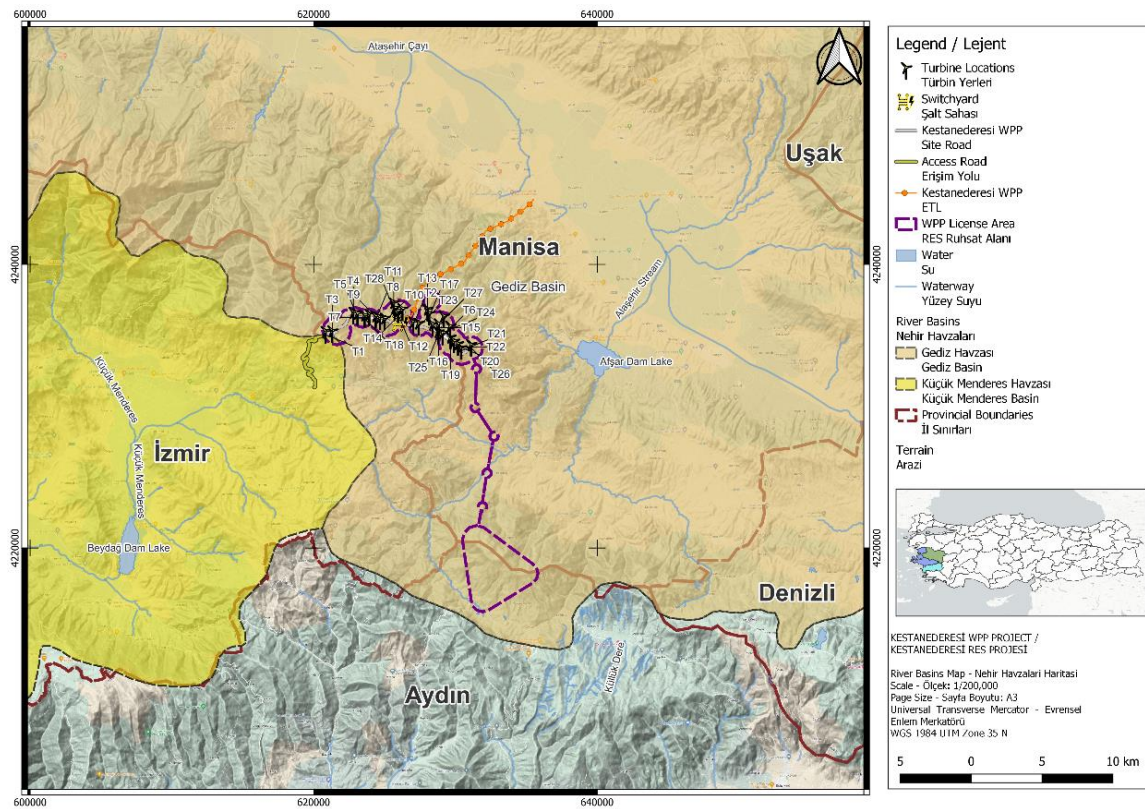 600000
620000
640000
Ataşehir Çayı
Uşak
4240000
4240000
Manisa
Gediz Basin
T11
T28
T4
T5
T8
T13
T3
T9
T10
T2
T17
T23
T27
T7
T6
T24
T15
T1
T14
T18
T12
T21
T22
T25
T16
T20
T19
T26
Alaşehir Stream
Afşar Dam Lake
Küçük Menderes
İzmir
Küçük Menderes
Beydağ Dam Lake
4220000
4220000
Denizli
Küllük Dere
Aydın
600000
620000
640000
Legend / Lejent
Turbine Locations
Türbin Yerleri
Switchyard
Şalt Sahası
Kestanederesi WPP
Site Road
Access Road
Erişim Yolu
Kestanederesi WPP
ETL
WPP License Area
RES Ruhsat Alanı
Water
Su
Waterway
Yüzey Suyu
River Basins
Nehir Havzaları
Gediz Havzası
Gediz Basin
Küçük Menderes Havzası
Küçük Menderes Basin
Provincial Boundaries
İl Sınırları
Terrain
Arazi
KESTANEDERESİ WPP PROJECT /
KESTANEDERESİ RES PROJESİ
River Basins Map - Nehir Havzaları Haritası
Scale - Ölçek: 1/200,000
Page Size - Sayfa Boyutu: A3
Universal Transverse Mercator - Evrensel
Enlem Merkatörü
WGS 1984 UTM Zone 35 N
5 0 5 10 km